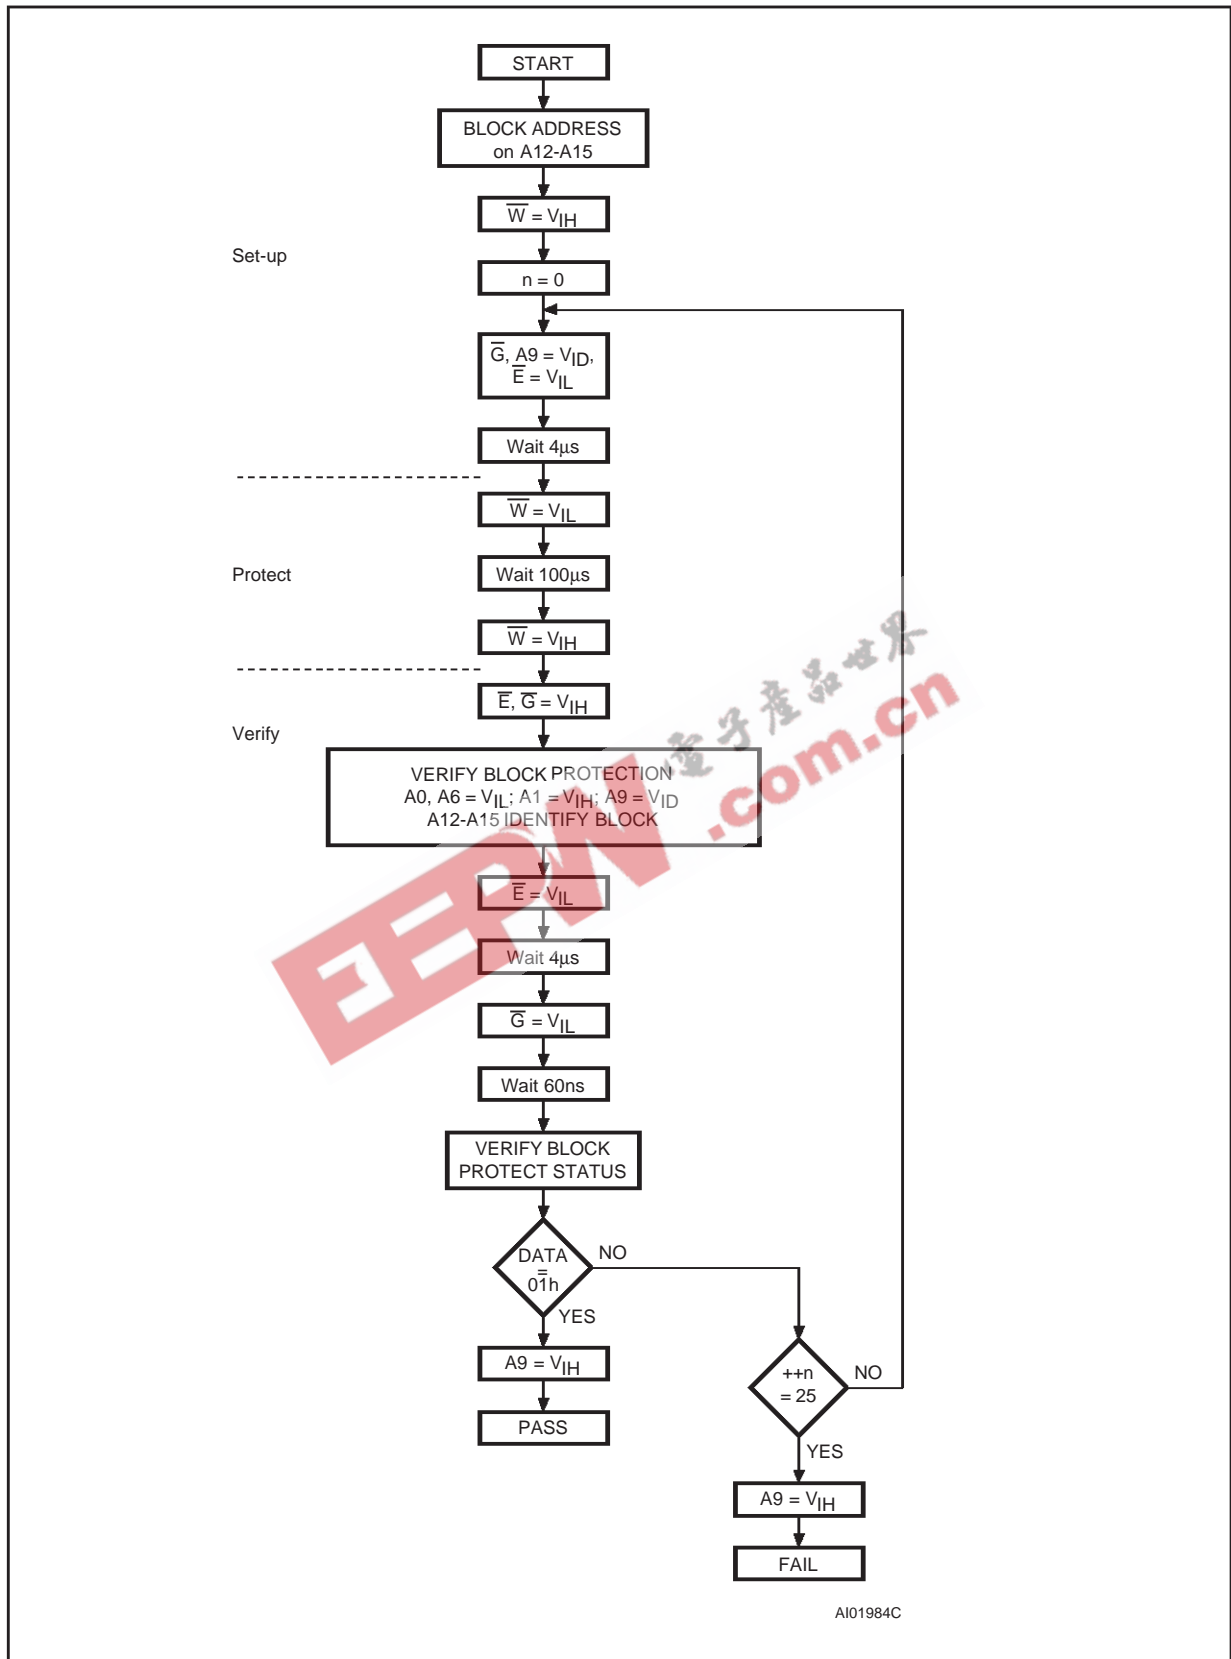 START
BLOCK ADDRESS
on A12-A15
W̅ = VIH
Set-up
n = 0
G̅, A9 = VID,
E̅ = VIL
Wait 4µs
W̅ = VIL
Protect
Wait 100µs
W̅ = VIH
E̅, G̅ = VIH
Verify
VERIFY BLOCK PROTECTION
A0, A6 = VIL; A1 = VIH; A9 = VID
A12-A15 IDENTIFY BLOCK
E̅ = VIL
Wait 4µs
G̅ = VIL
Wait 60ns
VERIFY BLOCK
PROTECT STATUS
DATA
=
01h
NO
YES
A9 = VIH
PASS
++n
= 25
NO
YES
A9 = VIH
FAIL
AI01984C
EEPW
電子産品世界
.com.cn